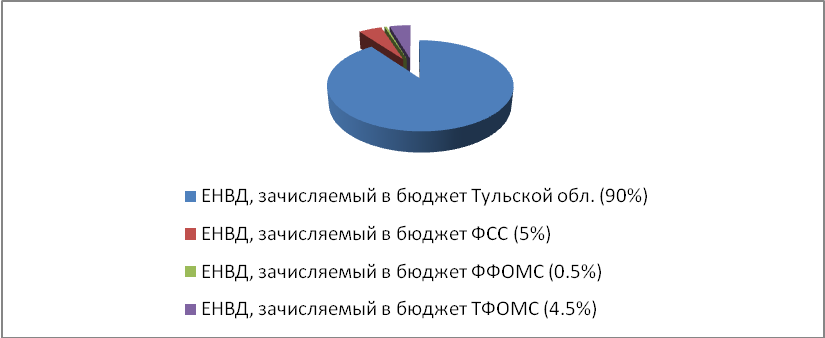 ЕНВД, зачисляемый в бюджет Тульской обл. (90%)
ЕНВД, зачисляемый в бюджет ФСС (5%)
ЕНВД, зачисляемый в бюджет ФФОМС (0.5%)
ЕНВД, зачисляемый в бюджет ТФОМС (4.5%)